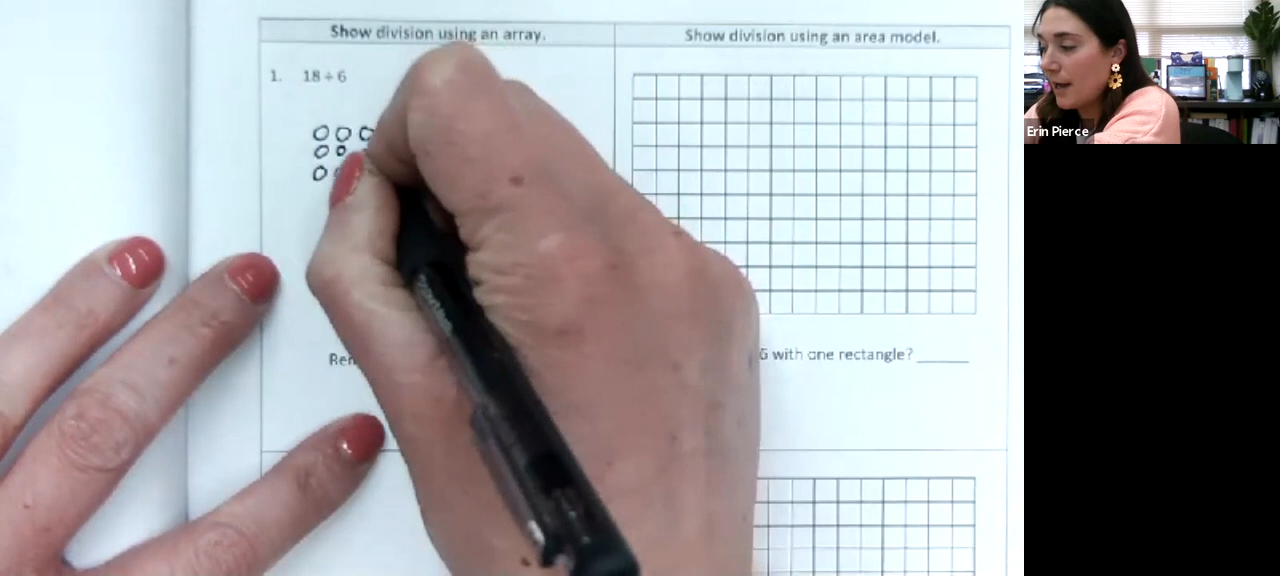 Show division using an array.
Show division using an area model.
1. 18 ÷ 6
with one rectangle? ______
Erin Pierce